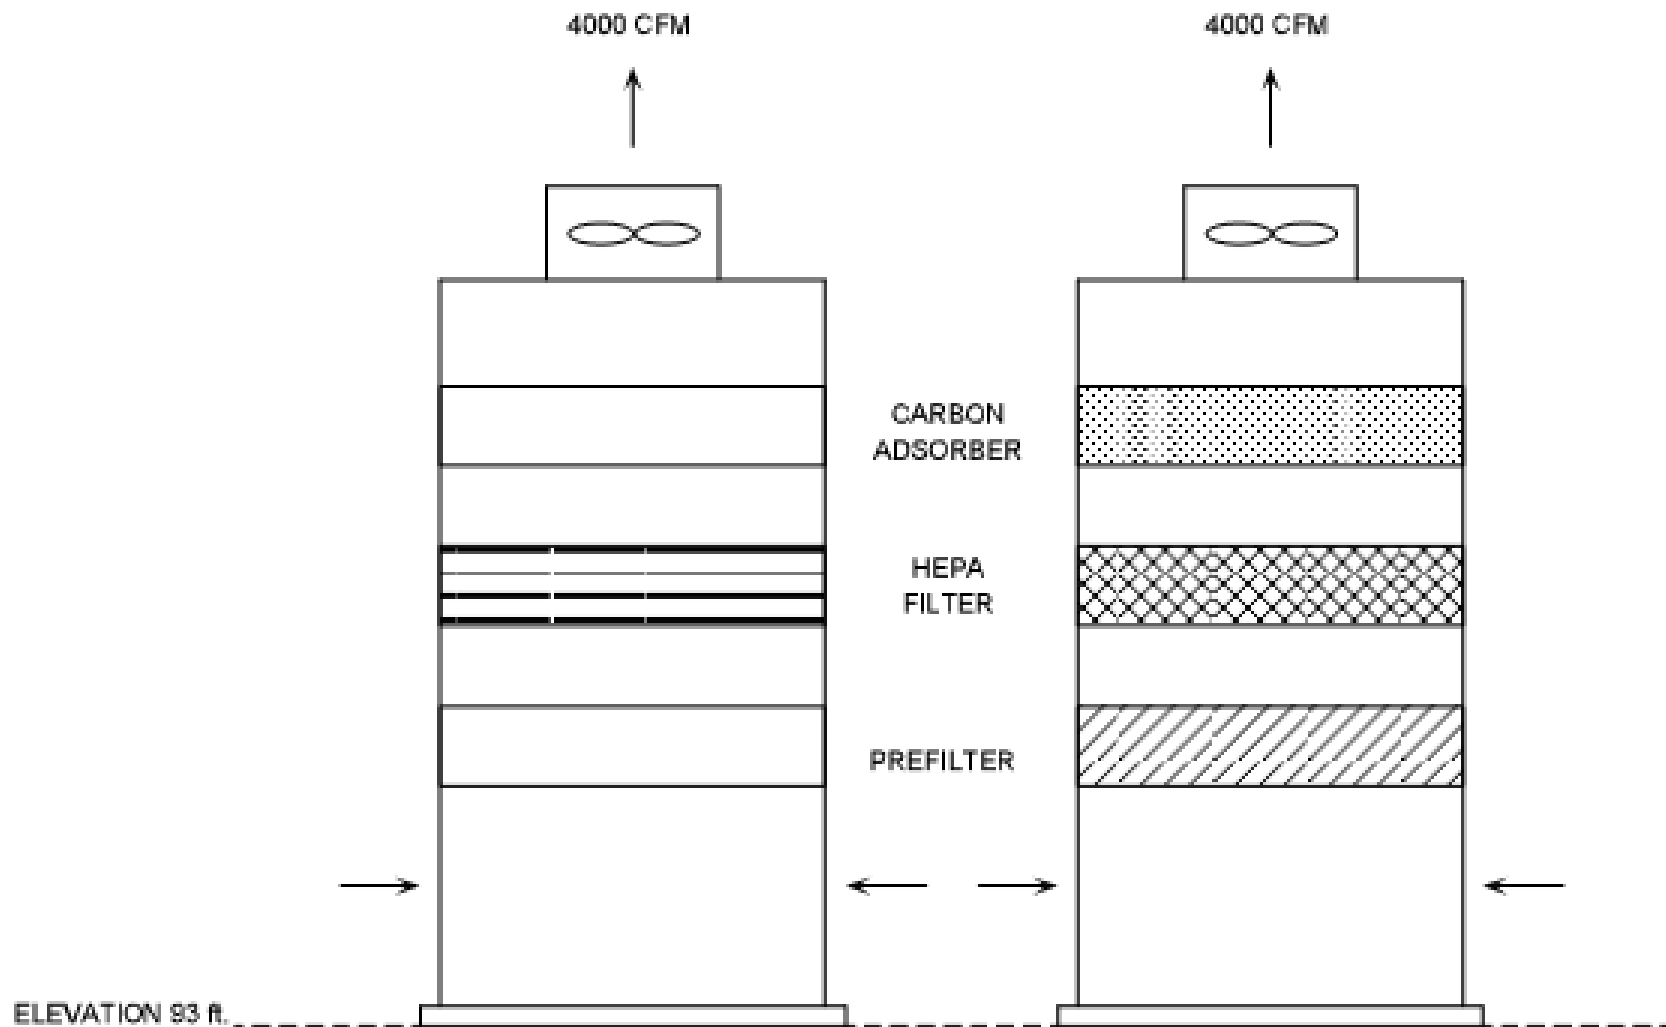 4000 CFM
4000 CFM
CARBON
ADSORBER
HEPA
FILTER
PREFILTER
ELEVATION 93 ft.